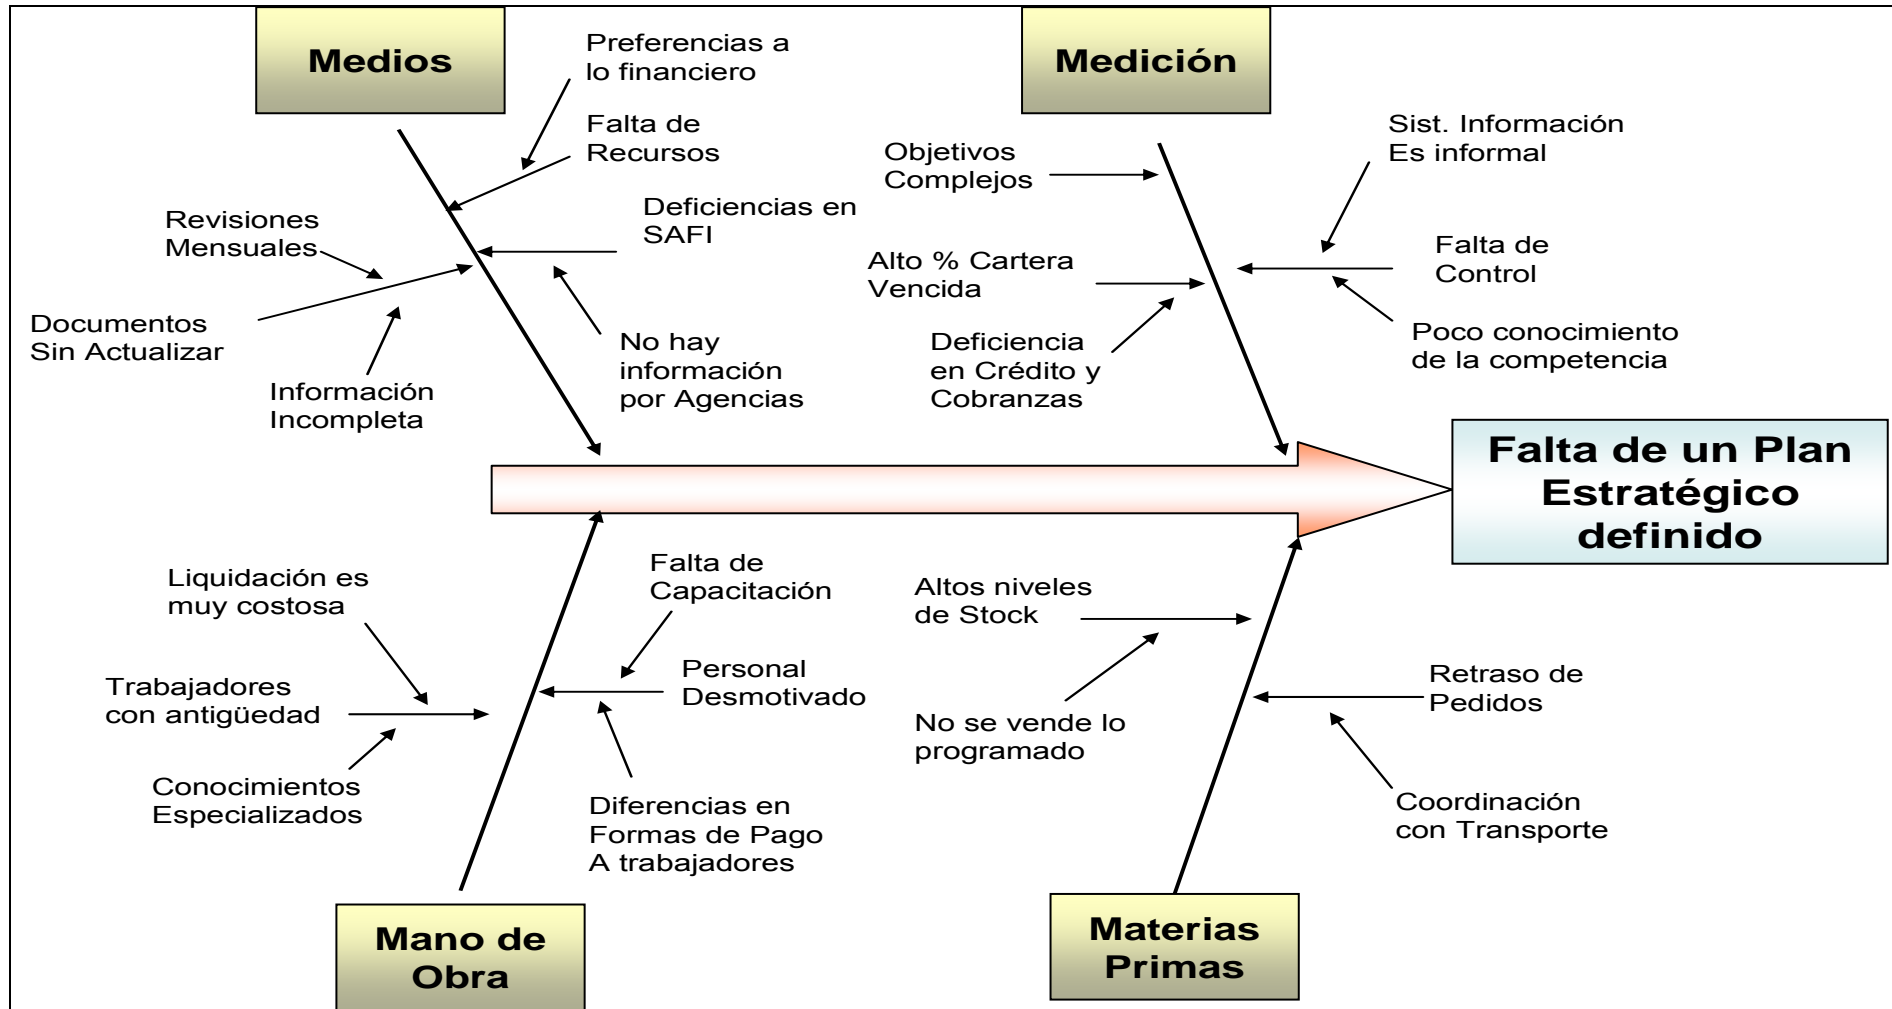 Medios
Preferencias a
lo financiero
Falta de
Recursos
Deficiencias en
SAFI
Revisiones
Mensuales
Documentos
Sin Actualizar
Información
Incompleta
No hay
información
por Agencias
Medición
Objetivos
Complejos
Sist. Información
Es informal
Alto % Cartera
Vencida
Falta de
Control
Deficiencia
en Crédito y
Cobranzas
Poco conocimiento
de la competencia
Falta de un Plan
Estratégico
definido
Liquidación es
muy costosa
Falta de
Capacitación
Trabajadores
con antigüedad
Personal
Desmotivado
Conocimientos
Especializados
Diferencias en
Formas de Pago
A trabajadores
Mano de
Obra
Altos niveles
de Stock
Retraso de
Pedidos
No se vende lo
programado
Coordinación
con Transporte
Materias
Primas